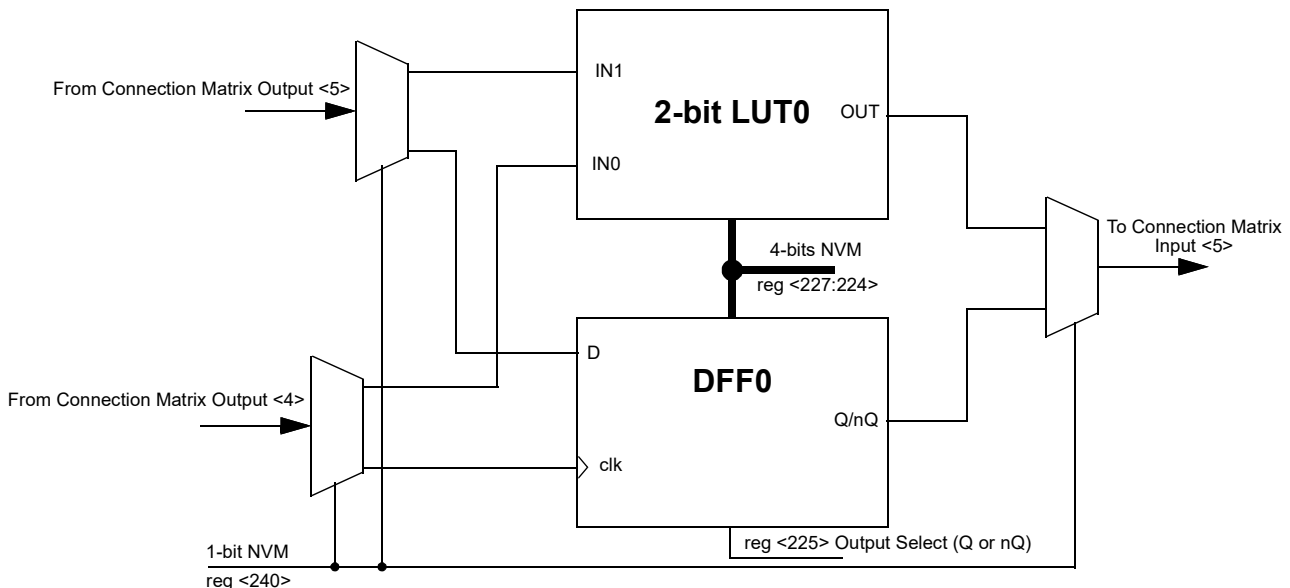 From Connection Matrix Output <5>
IN1
IN0
2-bit LUT0
OUT
To Connection Matrix
Input <5>
4-bits NVM
reg <227:224>
From Connection Matrix Output <4>
D
clk
DFF0
Q/nQ
reg <225> Output Select (Q or nQ)
1-bit NVM
reg <240>